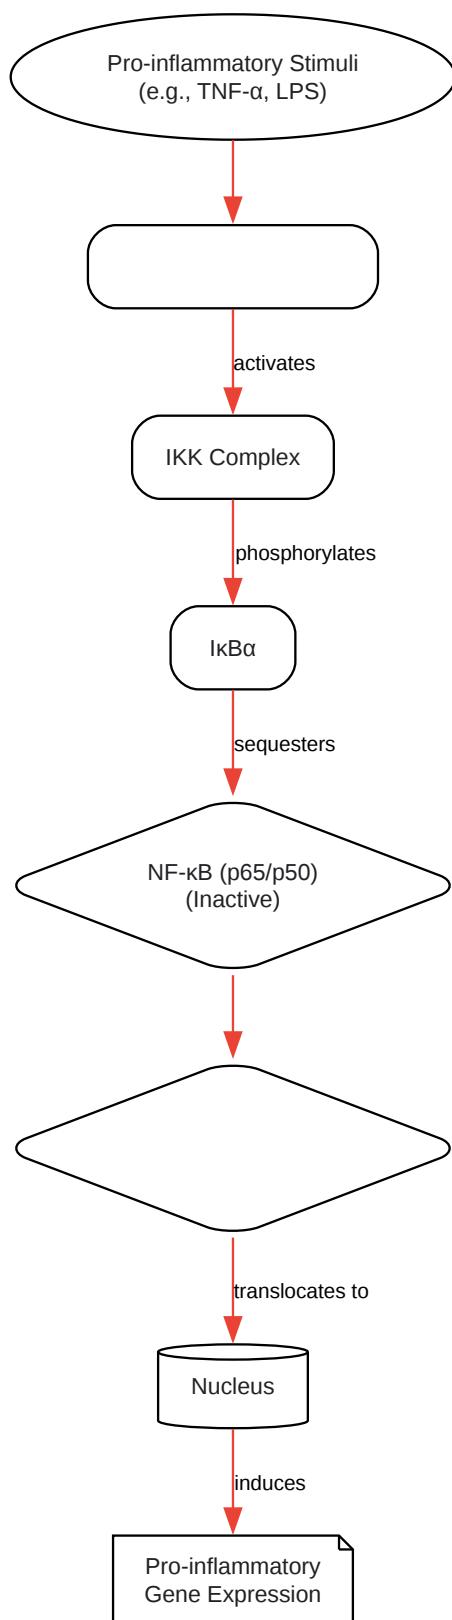 Pro-inflammatory Stimuli
(e.g., TNF-α, LPS)
activates
IKK Complex
phosphorylates
IκBα
sequesters
NF-κB (p65/p50)
(Inactive)
translocates to
Nucleus
induces
Pro-inflammatory
Gene Expression